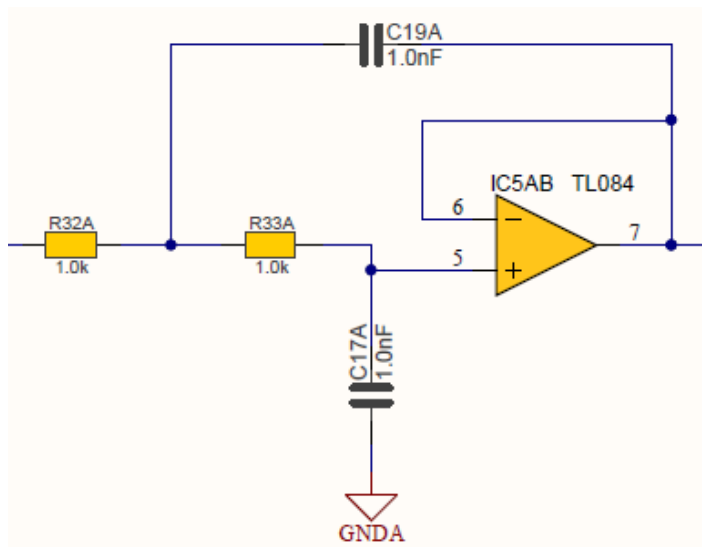 C19A
1.0nF
IC5AB TL084
6
R32A
R33A
7
5
1.0k
1.0k
C17A
1.0nF
GNDA